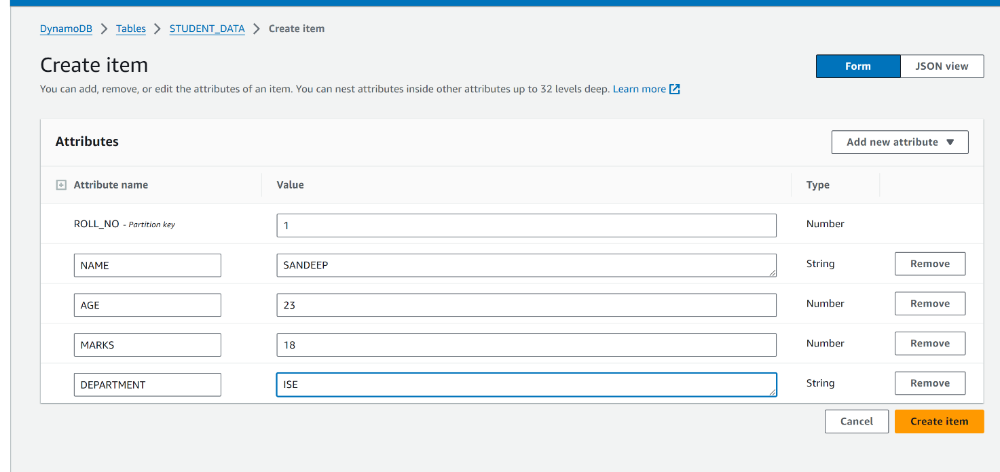 DynamoDB > Tables > STUDENT_DATA > Create item
Create item
Form JSON view
You can add, remove, or edit the attributes of an item. You can nest attributes inside other attributes up to 32 levels deep. Learn more
Attributes
Add new attribute ▼
Attribute name Value Type
ROLL_NO - Partition key 1 Number
NAME SANDEEP String Remove
AGE 23 Number Remove
MARKS 18 Number Remove
DEPARTMENT ISE String Remove
Cancel Create item